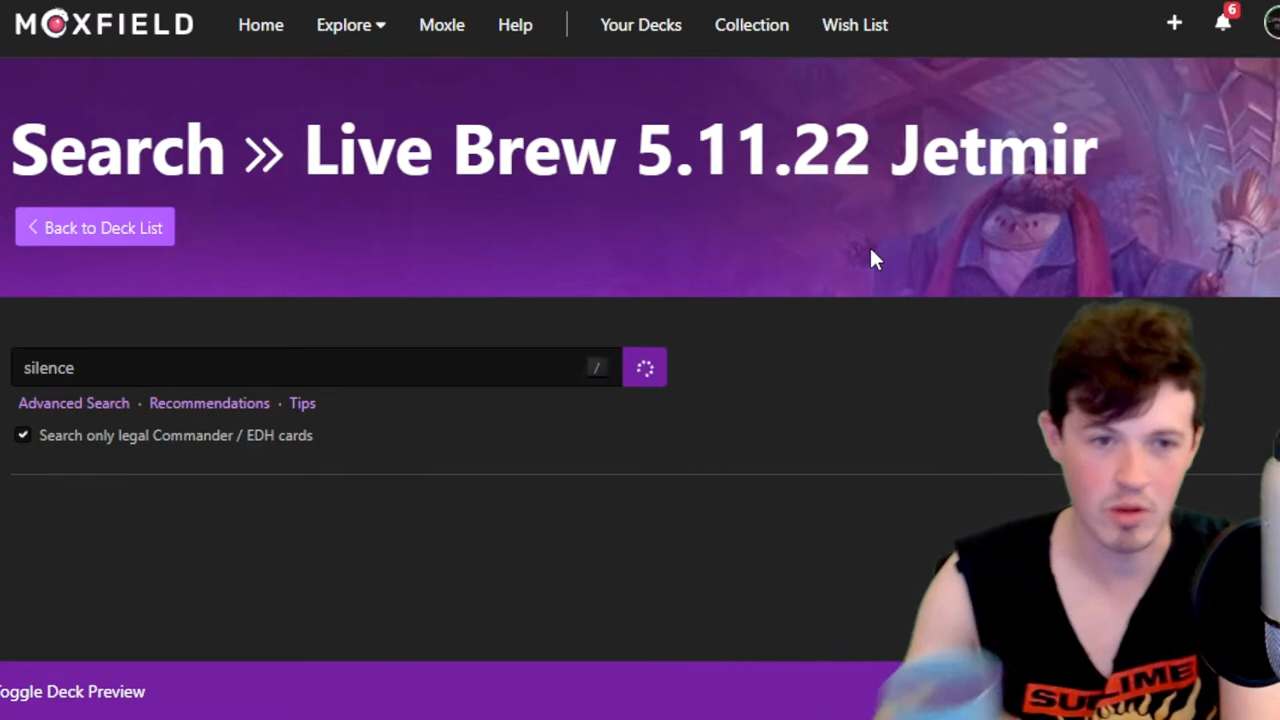 MOXFIELD Home Explore Moxle Help Your Decks Collection Wish List + 6
Search » Live Brew 5.11.22 Jetmir
Back to Deck List
silence /
Advanced Search · Recommendations · Tips
Search only legal Commander / EDH cards
Toggle Deck Preview
SUBLIME